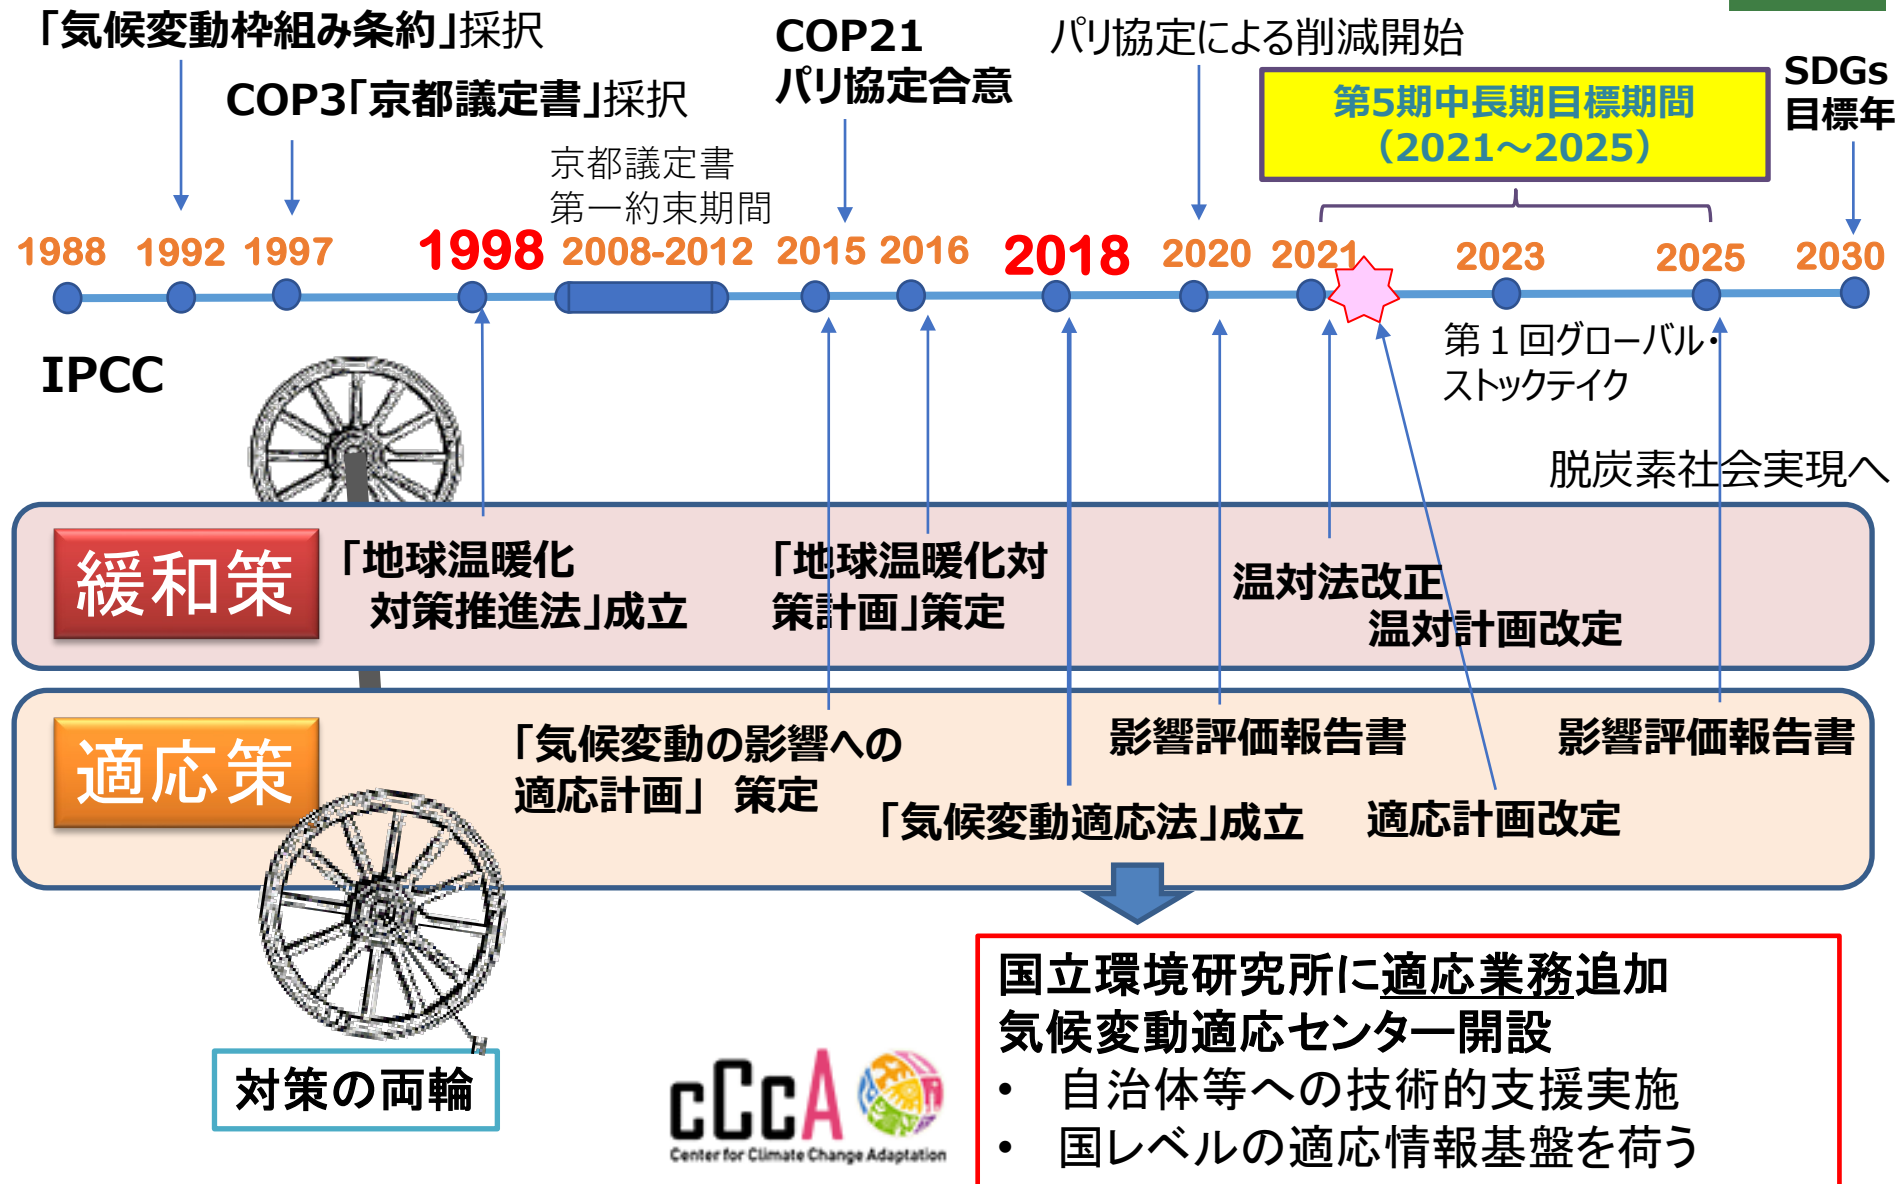 「気候変動枠組み条約」採択
COP3「京都議定書」採択
京都議定書
第一約束期間
COP21
パリ協定合意
パリ協定による削減開始
第5期中長期目標期間
（2021～2025）
SDGs
目標年
1988 1992 1997 1998 2008-2012 2015 2016 2018 2020 2021 2023 2025 2030
IPCC
第１回グローバル・
ストックテイク
脱炭素社会実現へ
緩和策
「地球温暖化
対策推進法」成立
「地球温暖化対
策計画」策定
温対法改正
温対計画改定
適応策
「気候変動の影響への
適応計画」 策定
「気候変動適応法」成立
影響評価報告書
適応計画改定
影響評価報告書
対策の両輪
cCcA
Center for Climate Change Adaptation
国立環境研究所に適応業務追加
気候変動適応センター開設
• 自治体等への技術的支援実施
• 国レベルの適応情報基盤を荷う